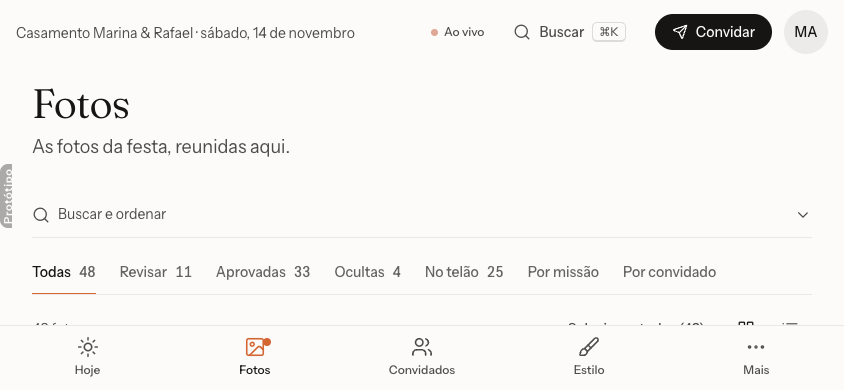 Casamento Marina & Rafael · sábado, 14 de novembro
Ao vivo
Buscar ⌘K
Convidar
MA
Fotos
As fotos da festa, reunidas aqui.
Protótipo
Buscar e ordenar
Todas 48 Revisar 11 Aprovadas 33 Ocultas 4 No telão 25 Por missão Por convidado
Hoje Fotos Convidados Estilo Mais